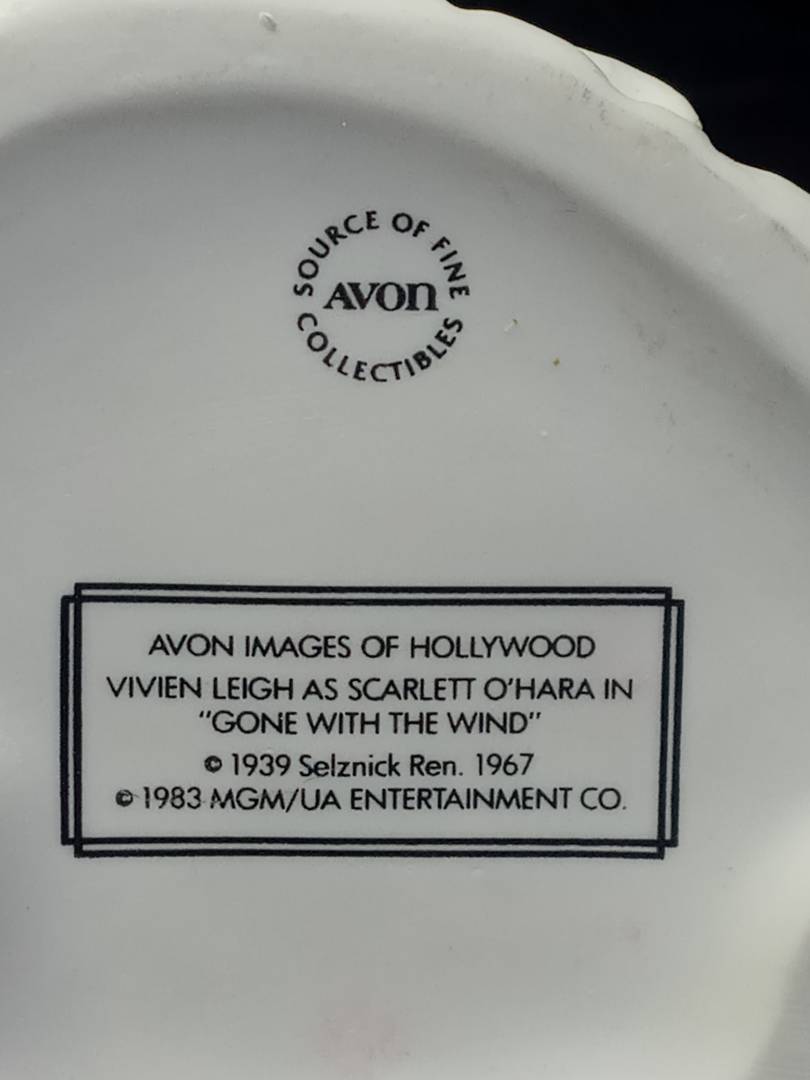 SOURCE OF FINE
AVON
COLLECTIBLES
AVON IMAGES OF HOLLYWOOD
VIVIEN LEIGH AS SCARLETT O'HARA IN
"GONE WITH THE WIND"
© 1939 Selznick Ren. 1967
© 1983 MGM/UA ENTERTAINMENT CO.